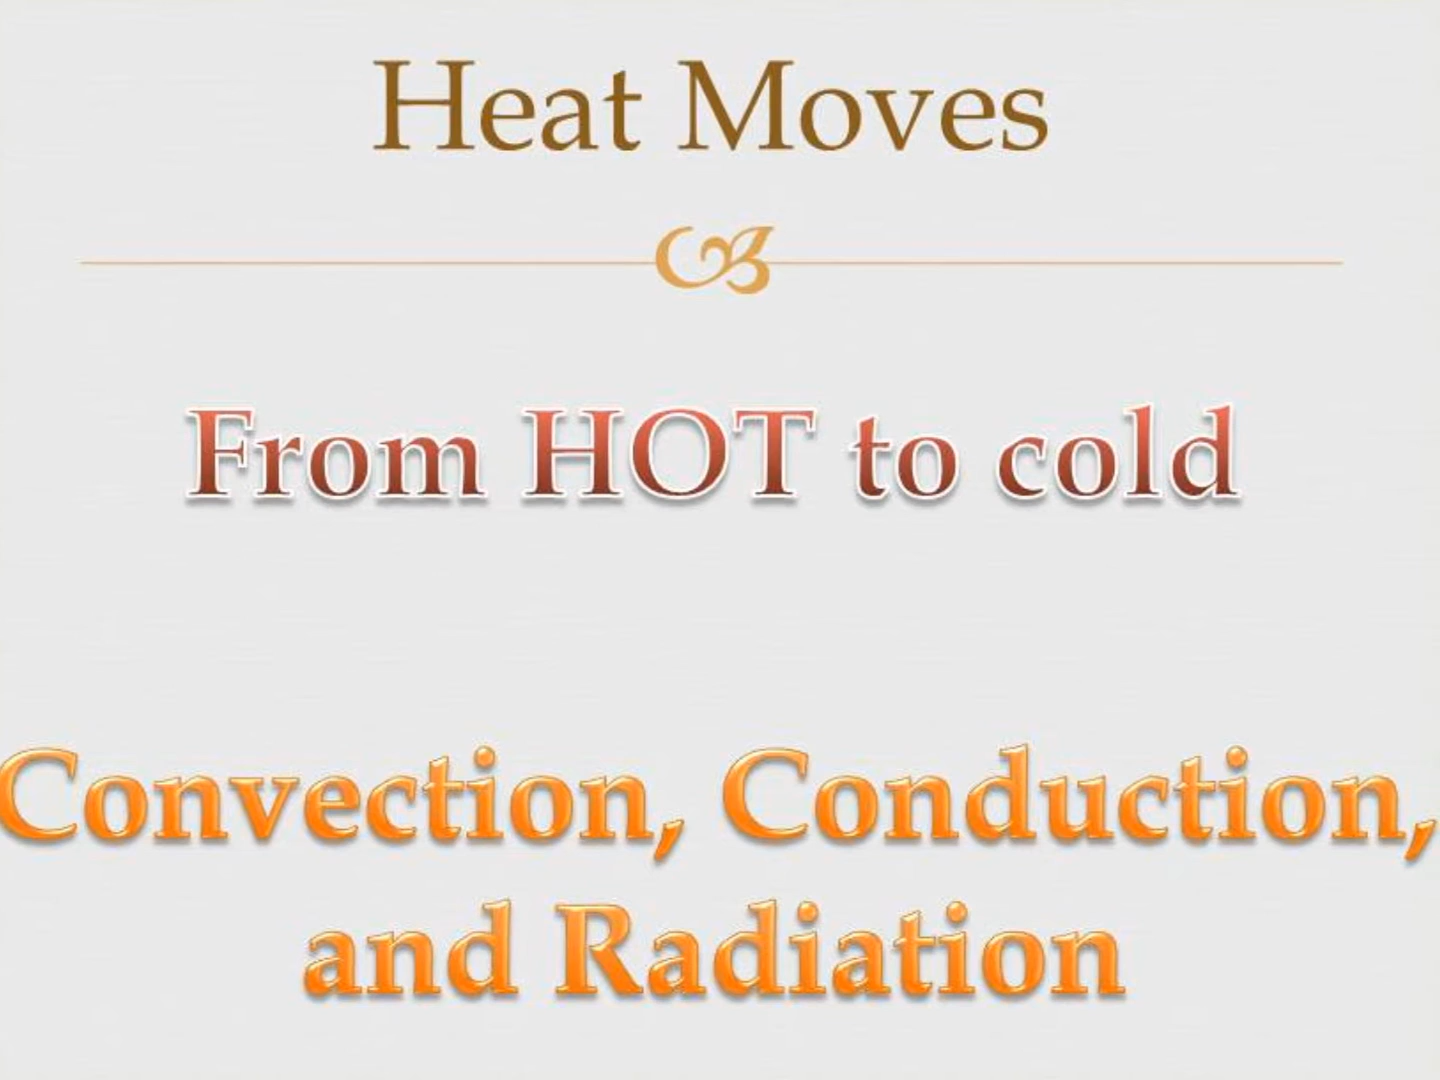 Heat Moves
From HOT to cold
Convection, Conduction,
and Radiation